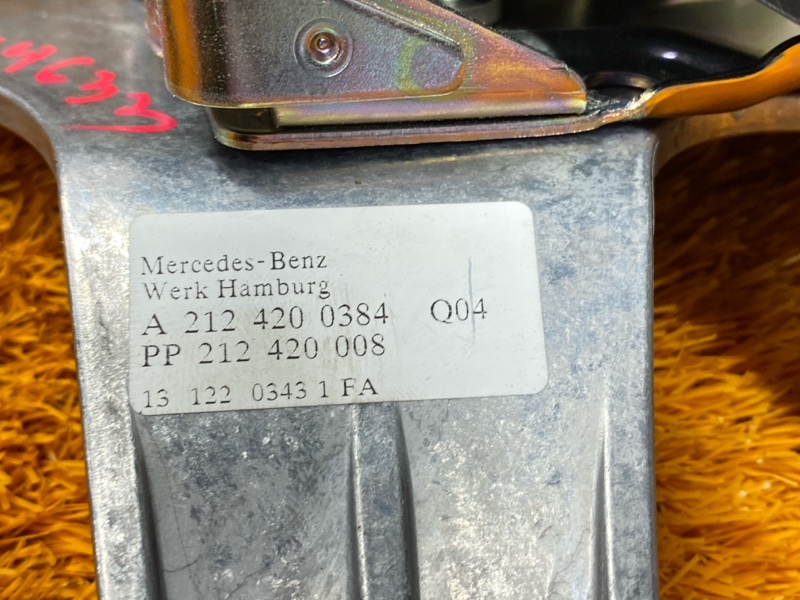 Mercedes-Benz
Werk Hamburg
A 212 420 0384 Q04
PP 212 420 008
13 122 0343 1 FA